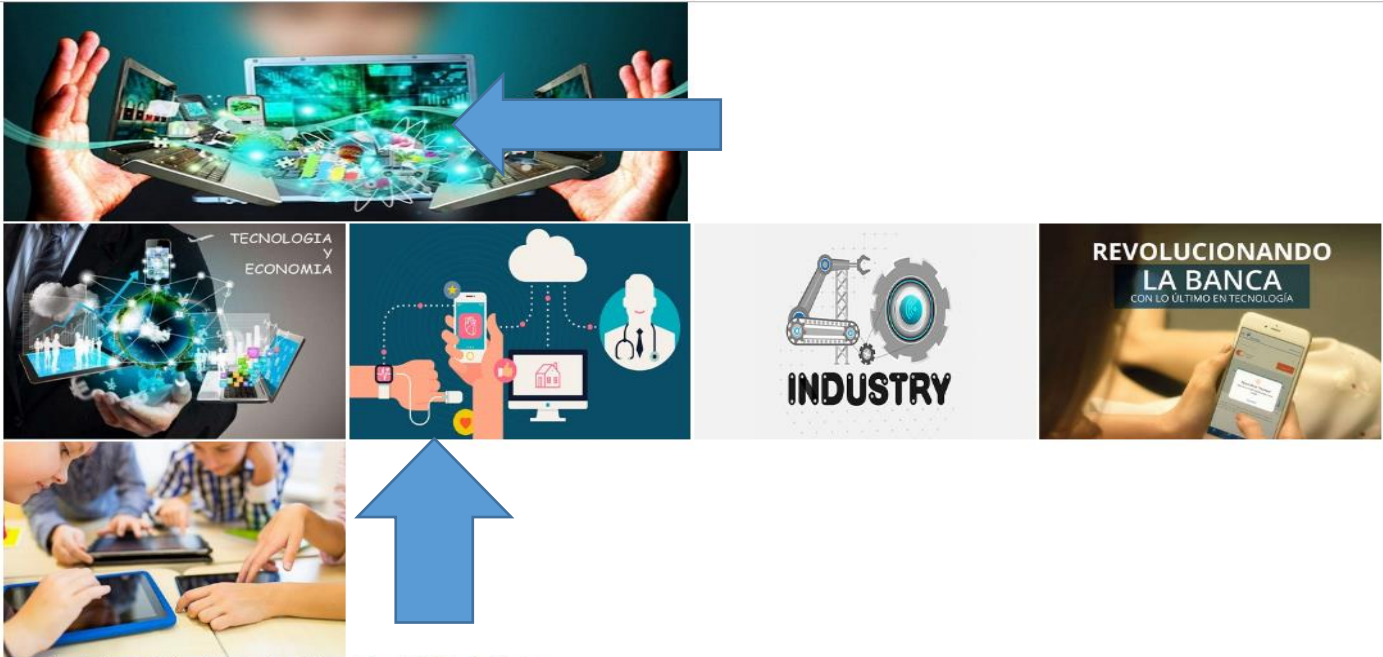 TECNOLOGIA
Y
ECONOMIA
INDUSTRY
REVOLUCIONANDO
LA BANCA
CON LO ÚLTIMO EN TECNOLOGÍA